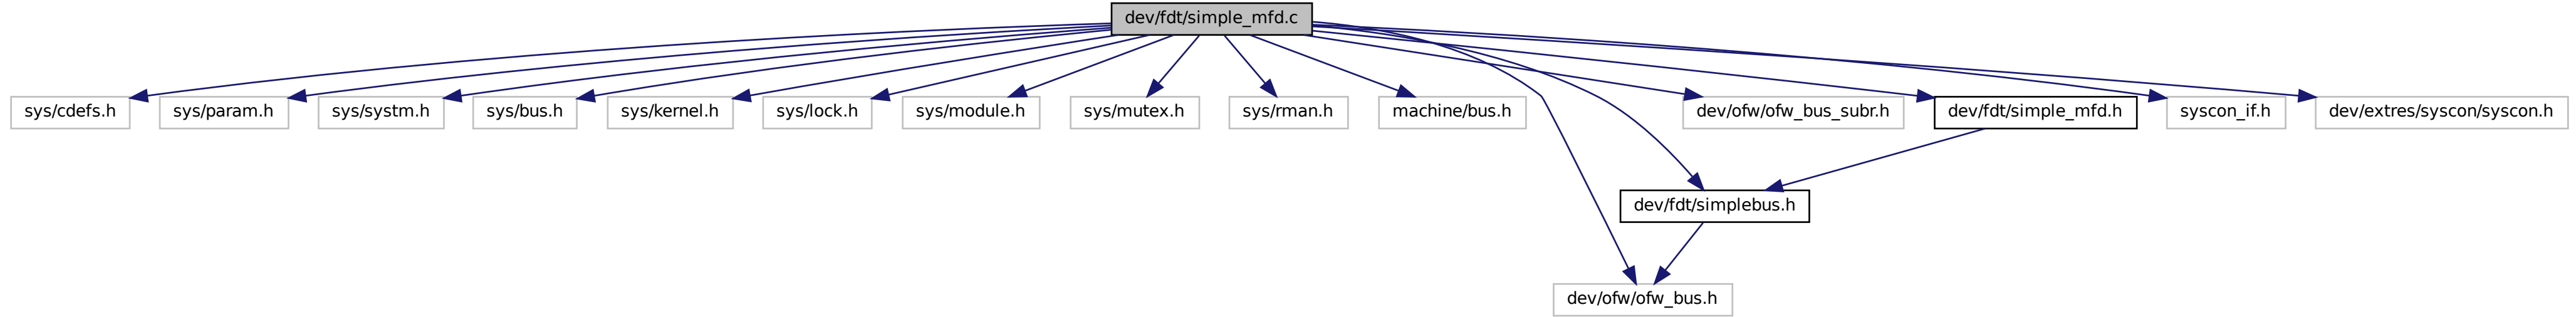 dev/fdt/simple_mfd.c
sys/cdefs.h
sys/param.h
sys/systm.h
sys/bus.h
sys/kernel.h
sys/lock.h
sys/module.h
sys/mutex.h
sys/rman.h
machine/bus.h
dev/ofw/ofw_bus_subr.h
dev/fdt/simple_mfd.h
syscon_if.h
dev/extres/syscon/syscon.h
dev/fdt/simplebus.h
dev/ofw/ofw_bus.h